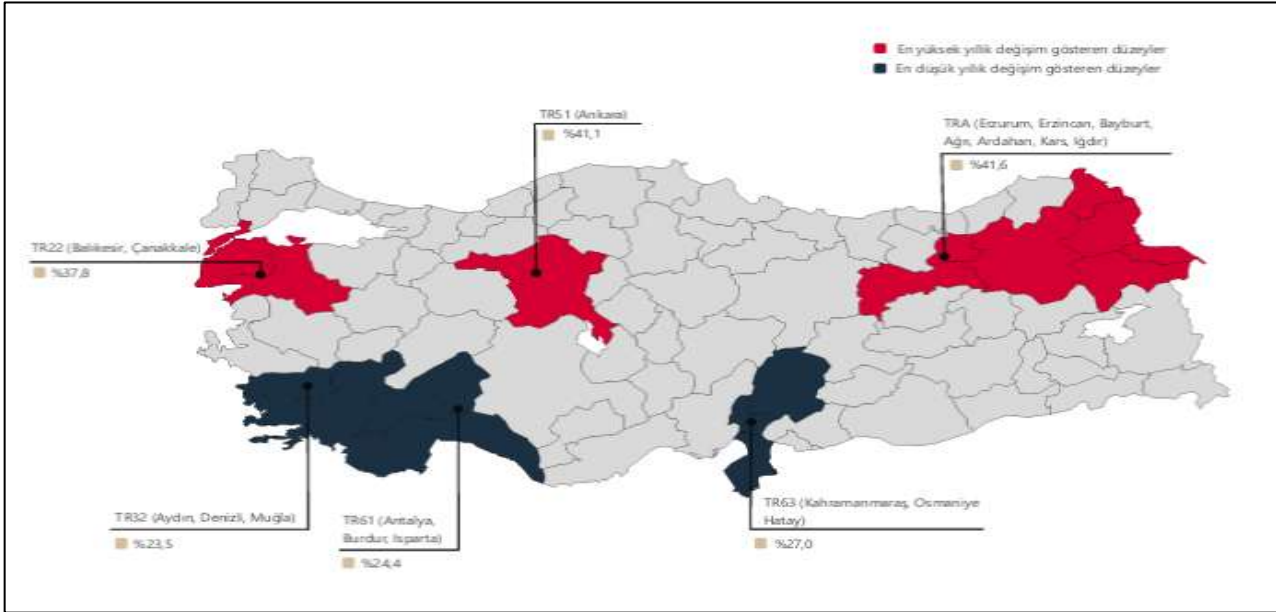 En yüksek yıllık değişim gösteren düzeyler
En düşük yıllık değişim gösteren düzeyler
TR51 (Ankara)
%41,1
TRA (Erzurum, Erzincan, Bayburt,
Ağrı, Ardahan, Kars, Iğdır)
%41,6
TR22 (Balıkesir, Çanakkale)
%37,8
TR32 (Aydın, Denizli, Muğla)
%23,5
TR61 (Antalya,
Burdur, Isparta)
%24,4
TR63 (Kahramanmaraş, Osmaniye
Hatay)
%27,0